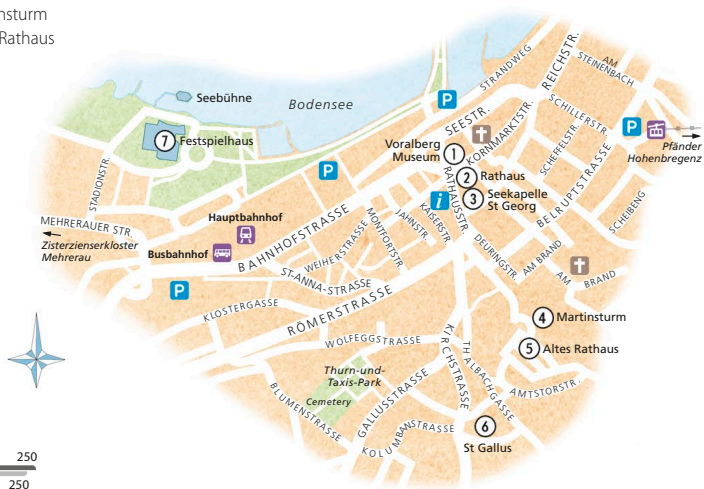 nsturm
Rathaus
Seebühne
Bodensee
STRANDWEG
REICHSTR.
AM
STEINENBACH
P
SEESTR.
SCHILLERSTR.
P
7
Festspielhaus
Voralberg
Museum
1
KORNMARKTSTR.
SCHEFFELSTR.
Pfänder
Hohenbregenz
P
2
Rathaus
STADIONSTR.
i
RATHAUSSTR.
3
Seekapelle
St Georg
BELRUPTSTRASSE
SCHEIBENG
MEHRERAUER STR.
Hauptbahnhof
KAISERSTR.
Zisterzienserkloster
Mehrerau
Busbahnhof
BAHNHOFSTRASSE
MONTFORTSTR.
JAHNSTR.
DEURINGSTR.
AM BRAND
WEIHERSTRASSE
AM
BRAND
P
ST-ANNA-STRASSE
KLOSTERGASSE
RÖMERSTRASSE
4
Martinsturm
WOLFEGGSTRASSE
5
Altes Rathaus
KIRCHSTRASSE
THALBACHGASSE
Thurn-und-
Taxis-Park
AMTSTORSTR.
Cemetery
BLUMENSTRASSE
GALLUSSTRASSE
KOLUMBANSTRASSE
6
St Gallus
250
250